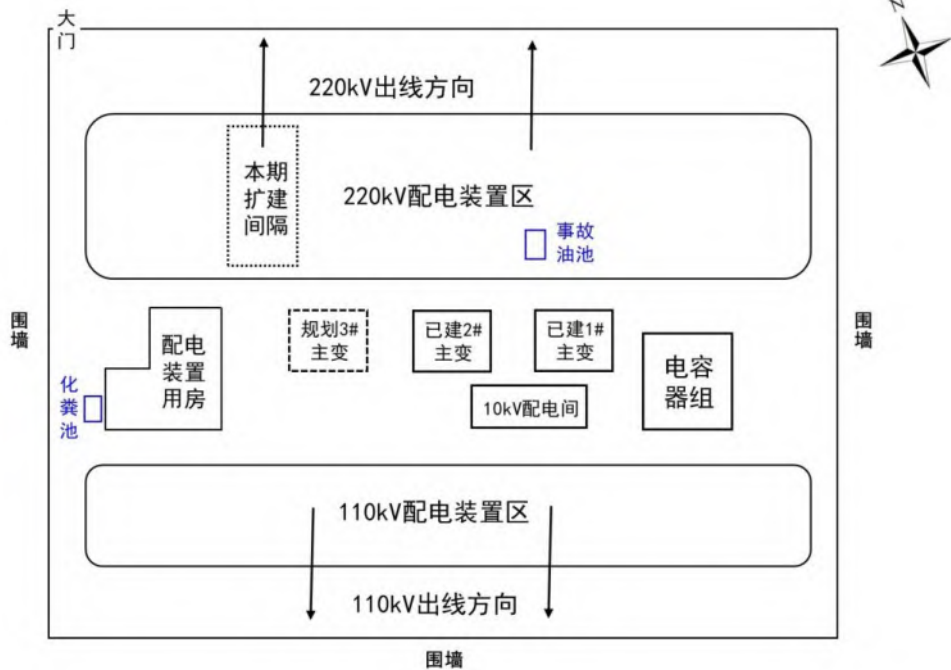 大
门
N
220kV出线方向
本期
扩建
间隔
220kV配电装置区
事故
油池
围
墙
围
墙
配电
装置
用房
规划3#
主变
已建2#
主变
已建1#
主变
电容
器组
化
粪
池
10kV配电间
110kV配电装置区
110kV出线方向
围墙